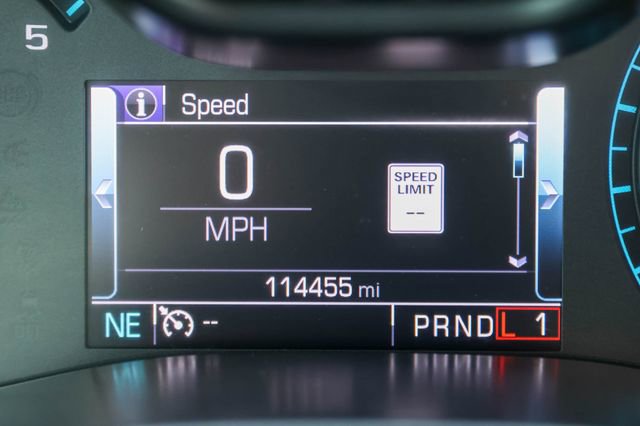 5
i Speed
0
MPH
SPEED
LIMIT
--
114455 mi
NE -- PRNDL 1